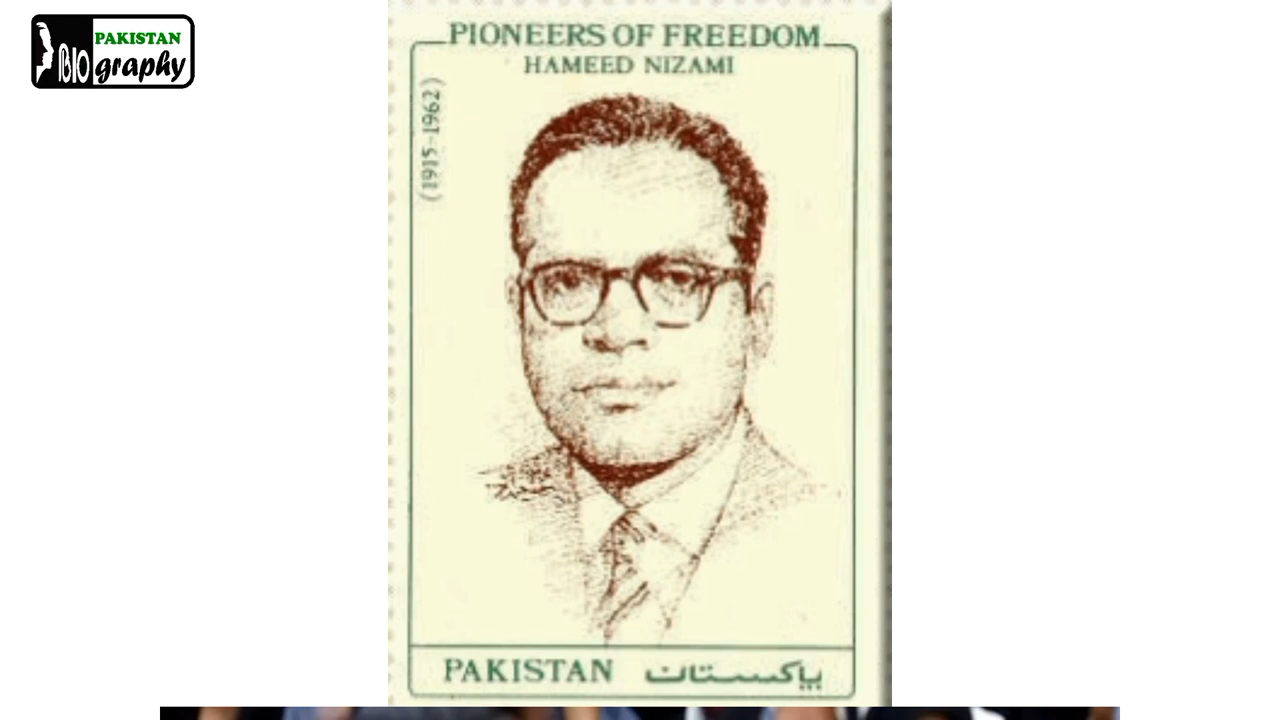 PAKISTAN
BIOgraphy
PIONEERS OF FREEDOM
HAMEED NIZAMI
(1915-1962)
PAKISTAN پاکستان